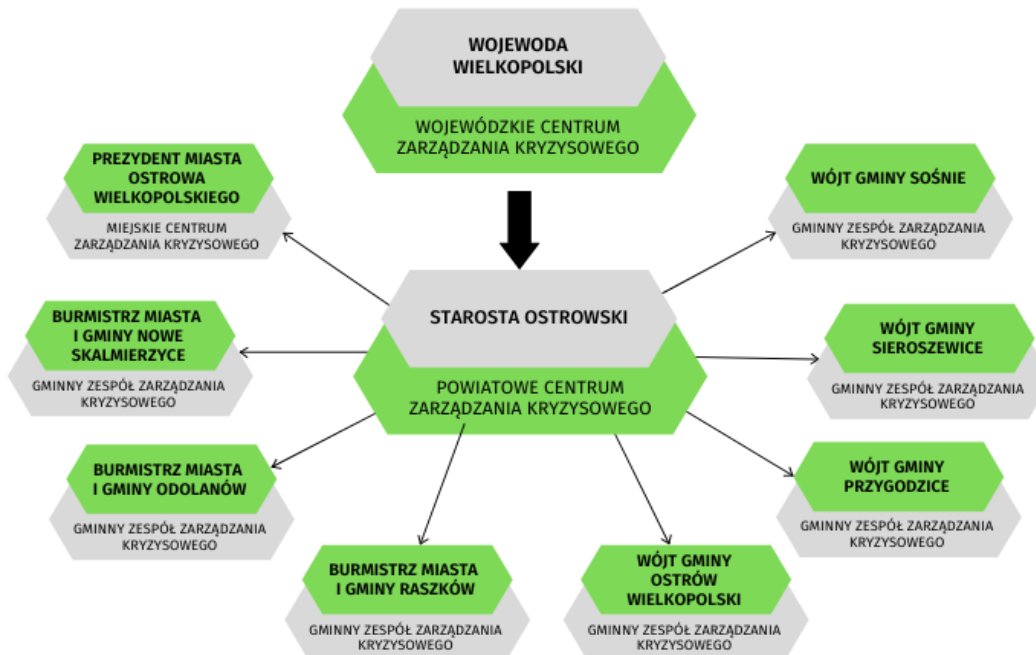 WOJEWODA
WIELKOPOLSKI
WOJEWÓDZKIE CENTRUM
ZARZĄDZANIA KRYZYSOWEGO
PREZYDENT MIASTA
OSTROWA
WIELKOPOLSKIEGO
MIEJSKIE CENTRUM
ZARZĄDZANIA KRYZYSOWEGO
WÓJT GMINY SOŚNIE
GMINNY ZESPÓŁ ZARZĄDZANIA
KRYZYSOWEGO
STAROSTA OSTROWSKI
POWIATOWE CENTRUM
ZARZĄDZANIA KRYZYSOWEGO
BURMISTRZ MIASTA
I GMINY NOWE
SKALMIERZYCE
GMINNY ZESPÓŁ ZARZĄDZANIA
KRYZYSOWEGO
WÓJT GMINY
SIEROSZEWICE
GMINNY ZESPÓŁ ZARZĄDZANIA
KRYZYSOWEGO
BURMISTRZ MIASTA
I GMINY ODOLANÓW
GMINNY ZESPÓŁ ZARZĄDZANIA
KRYZYSOWEGO
WÓJT GMINY
PRZYGODZICE
GMINNY ZESPÓŁ ZARZĄDZANIA
KRYZYSOWEGO
BURMISTRZ MIASTA
I GMINY RASZKÓW
GMINNY ZESPÓŁ ZARZĄDZANIA
KRYZYSOWEGO
WÓJT GMINY
OSTRÓW
WIELKOPOLSKI
GMINNY ZESPÓŁ ZARZĄDZANIA
KRYZYSOWEGO